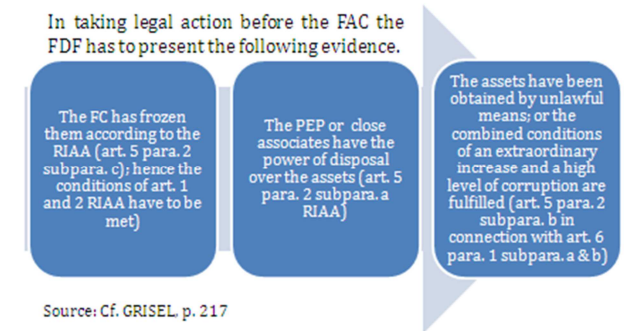 In taking legal action before the FAC the
FDF has to present the following evidence.
The FC has frozen
them according to the
RIAA (art. 5 para. 2
subpara. c); hence the
conditions of art. 1
and 2 RIAA have to be
met)
The PEP or close
associates have the
power of disposal
over the assets (art. 5
para. 2 subpara. a
RIAA)
The assets have been
obtained by unlawful
means; or the
combined conditions
of an extraordinary
increase and a high
level of corruption are
fulfilled (art. 5 para. 2
subpara. b in
connection with art. 6
para. 1 subpara. a & b)
Source: Cf. GRISEL, p. 217